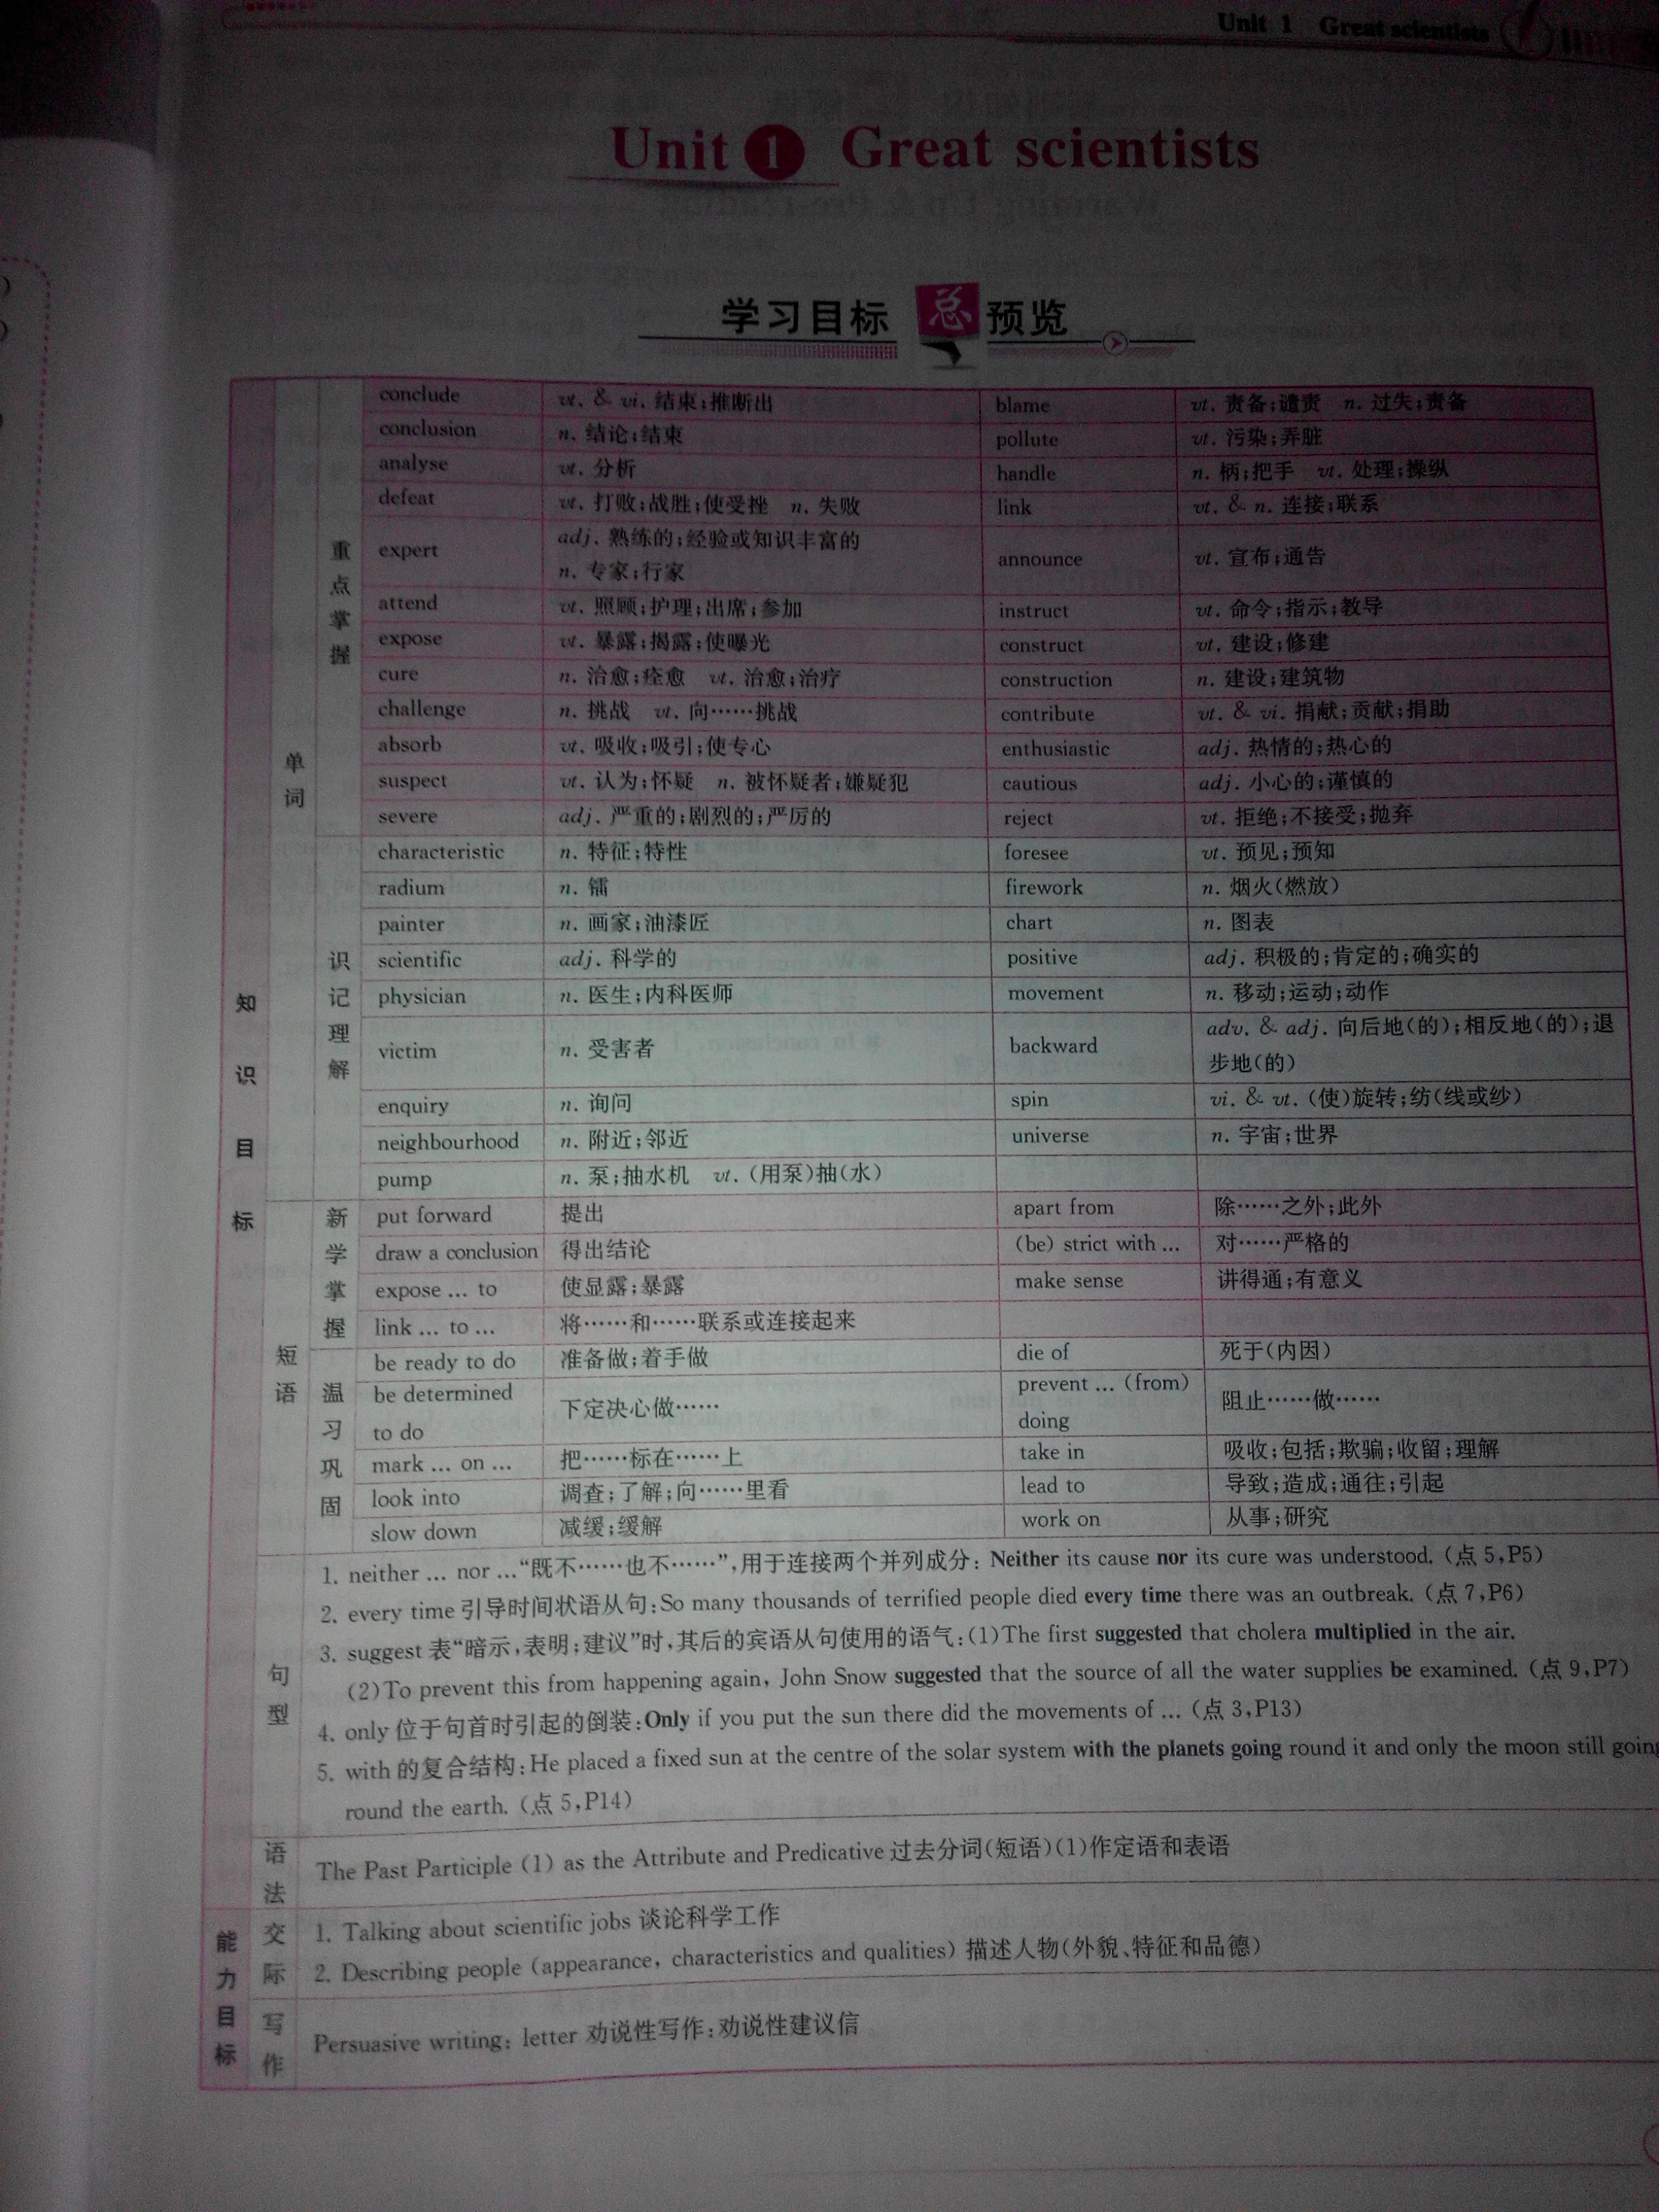 Unit 1 Great scientists
Unit 1 Great scientists
学习目标 总 预览
知识目标
单词
重点掌握
conclude vt. & vi. 结束;推断出 blame vt. 责备;谴责 n. 过失;责备
conclusion n. 结论;结束 pollute vt. 污染;弄脏
analyse vt. 分析 handle n. 柄;把手 vt. 处理;操纵
defeat vt. 打败;战胜;使受挫 n. 失败 link vt. & n. 连接;联系
expert adj. 熟练的;经验或知识丰富的 announce vt. 宣布;通告
n. 专家;行家
attend vt. 照顾;护理;出席;参加 instruct vt. 命令;指示;教导
expose vt. 暴露;揭露;使曝光 construct vt. 建设;修建
cure n. 治愈;痊愈 vt. 治愈;治疗 construction n. 建设;建筑物
challenge n. 挑战 vt. 向……挑战 contribute vt. & vi. 捐献;贡献;捐助
absorb vt. 吸收;吸引;使专心 enthusiastic adj. 热情的;热心的
suspect vt. 认为;怀疑 n. 被怀疑者;嫌疑犯 cautious adj. 小心的;谨慎的
severe adj. 严重的;剧烈的;严厉的 reject vt. 拒绝;不接受;抛弃
识记理解
characteristic n. 特征;特性 foresee vt. 预见;预知
radium n. 镭 firework n. 烟火(燃放)
painter n. 画家;油漆匠 chart n. 图表
scientific adj. 科学的 positive adj. 积极的;肯定的;确实的
physician n. 医生;内科医师 movement n. 移动;运动;动作
victim n. 受害者 backward adv. & adj. 向后地(的);相反地(的);退
步地(的)
enquiry n. 询问 spin vi. & vt. (使)旋转;纺(线或纱)
neighbourhood n. 附近;邻近 universe n. 宇宙;世界
pump n. 泵;抽水机 vt. (用泵)抽(水)
短语
新学掌握
put forward 提出 apart from 除……之外;此外
draw a conclusion 得出结论 (be) strict with ... 对……严格的
expose ... to 使显露;暴露 make sense 讲得通;有意义
link ... to ... 将……和……联系或连接起来
温习巩固
be ready to do 准备做;着手做 die of 死于(内因)
be determined 下定决心做…… prevent ... (from) 阻止……做……
to do doing
mark ... on ... 把……标在……上 take in 吸收;包括;欺骗;收留;理解
look into 调查;了解;向……里看 lead to 导致;造成;通往;引起
slow down 减缓;缓解 work on 从事;研究
句型
1. neither ... nor ...“既不……也不……”,用于连接两个并列成分: Neither its cause nor its cure was understood. (点 5,P5)
2. every time 引导时间状语从句:So many thousands of terrified people died every time there was an outbreak. (点 7,P6)
3. suggest 表“暗示,表明;建议”时,其后的宾语从句使用的语气:(1)The first suggested that cholera multiplied in the air.
(2)To prevent this from happening again, John Snow suggested that the source of all the water supplies be examined. (点 9,P7)
4. only 位于句首时引起的倒装:Only if you put the sun there did the movements of ... (点 3,P13)
5. with 的复合结构:He placed a fixed sun at the centre of the solar system with the planets going round it and only the moon still going
round the earth. (点 5,P14)
语法
The Past Participle (1) as the Attribute and Predicative 过去分词(短语)(1)作定语和表语
能力目标
交际
1. Talking about scientific jobs 谈论科学工作
2. Describing people (appearance, characteristics and qualities) 描述人物(外貌、特征和品德)
写作
Persuasive writing: letter 劝说性写作:劝说性建议信